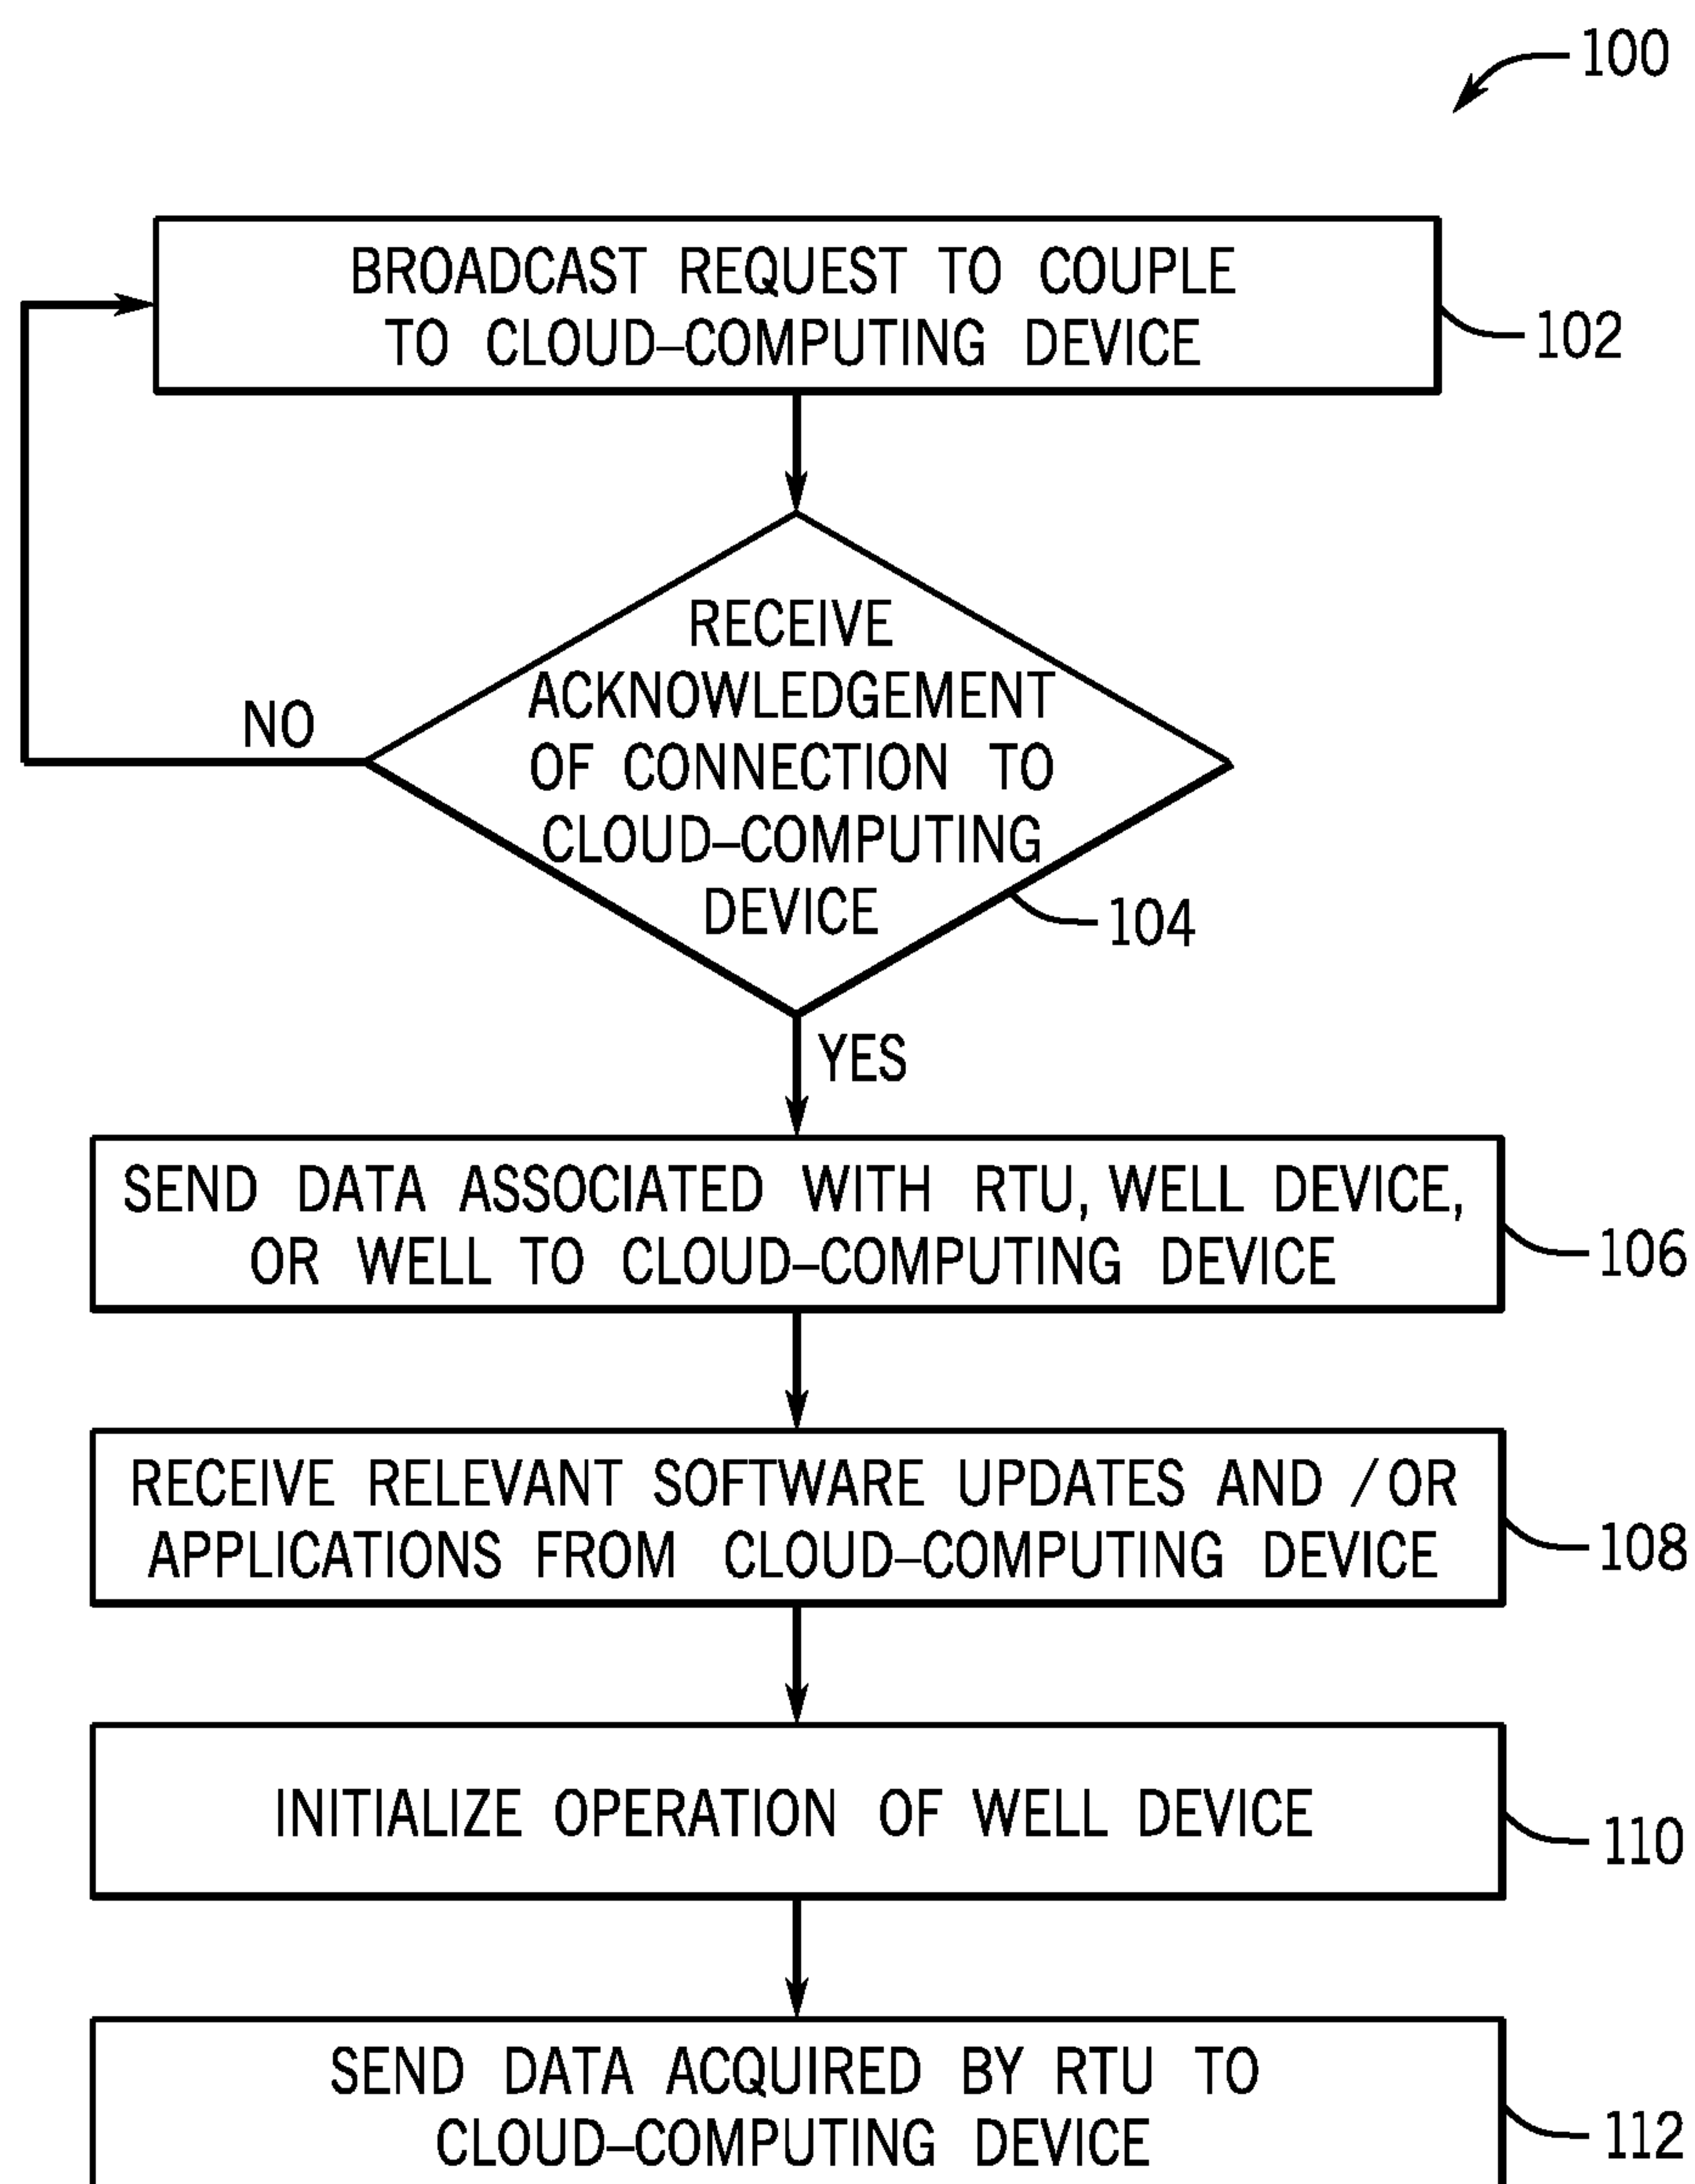 100
BROADCAST REQUEST TO COUPLE
TO CLOUD–COMPUTING DEVICE
102
RECEIVE
ACKNOWLEDGEMENT
OF CONNECTION TO
CLOUD–COMPUTING
DEVICE
NO
104
YES
SEND DATA ASSOCIATED WITH RTU, WELL DEVICE,
OR WELL TO CLOUD–COMPUTING DEVICE
106
RECEIVE RELEVANT SOFTWARE UPDATES AND /OR
APPLICATIONS FROM CLOUD–COMPUTING DEVICE
108
INITIALIZE OPERATION OF WELL DEVICE
110
SEND DATA ACQUIRED BY RTU TO
CLOUD–COMPUTING DEVICE
112